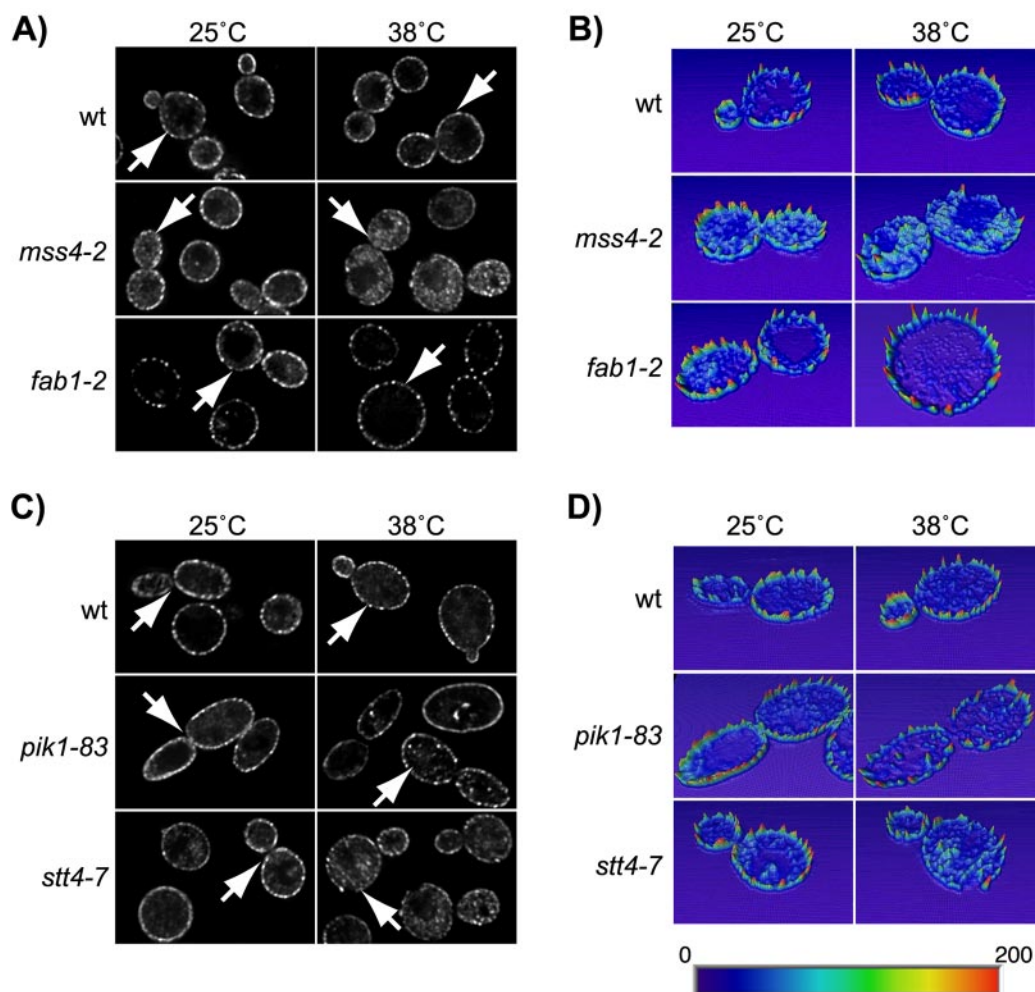 A)
25˚C 38˚C
wt
mss4-2
fab1-2
B)
25˚C 38˚C
wt
mss4-2
fab1-2
C)
25˚C 38˚C
wt
pik1-83
stt4-7
D)
25˚C 38˚C
wt
pik1-83
stt4-7
0 200